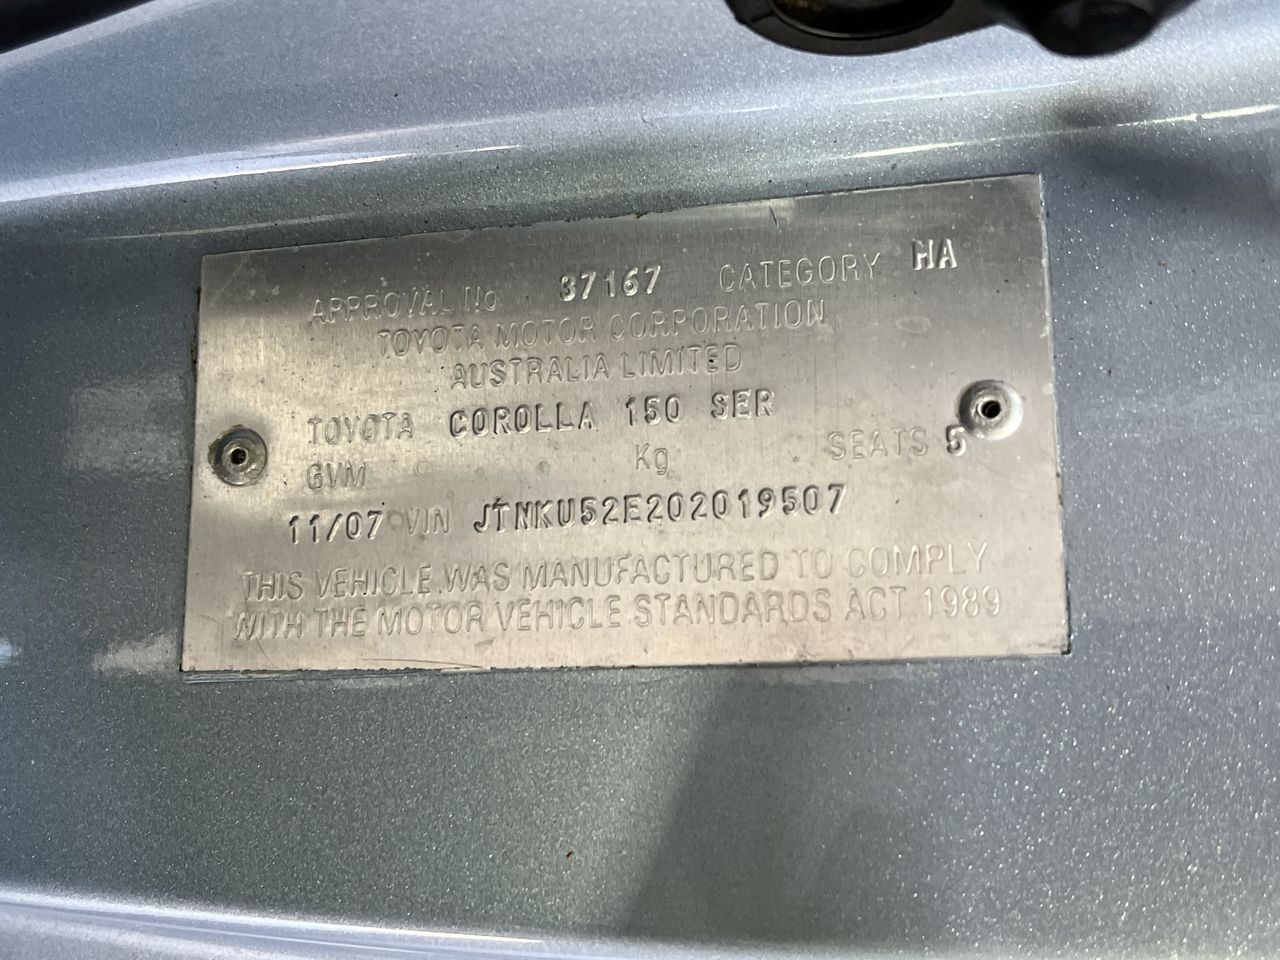 APPROVAL No 37167 CATEGORY MA
TOYOTA MOTOR CORPORATION
AUSTRALIA LIMITED
TOYOTA COROLLA 150 SER
GVM Kg SEATS 5
11/07 VIN JTNKU52E202019507
THIS VEHICLE WAS MANUFACTURED TO COMPLY
WITH THE MOTOR VEHICLE STANDARDS ACT 1989